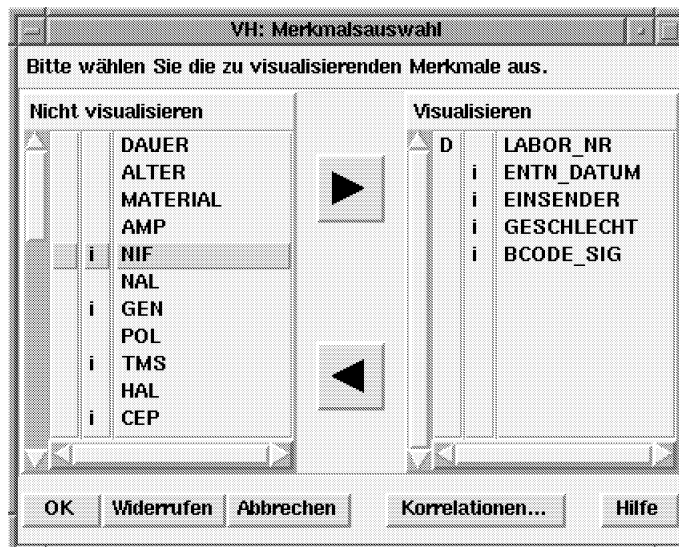 VH: Merkmalsauswahl
Bitte wählen Sie die zu visualisierenden Merkmale aus.
Nicht visualisieren
DAUER
ALTER
MATERIAL
AMP
i NIF
NAL
i GEN
POL
i TMS
HAL
i CEP
Visualisieren
D LABOR_NR
i ENTN_DATUM
i EINSENDER
i GESCHLECHT
i BCODE_SIG
OK Widerrufen Abbrechen Korrelationen... Hilfe